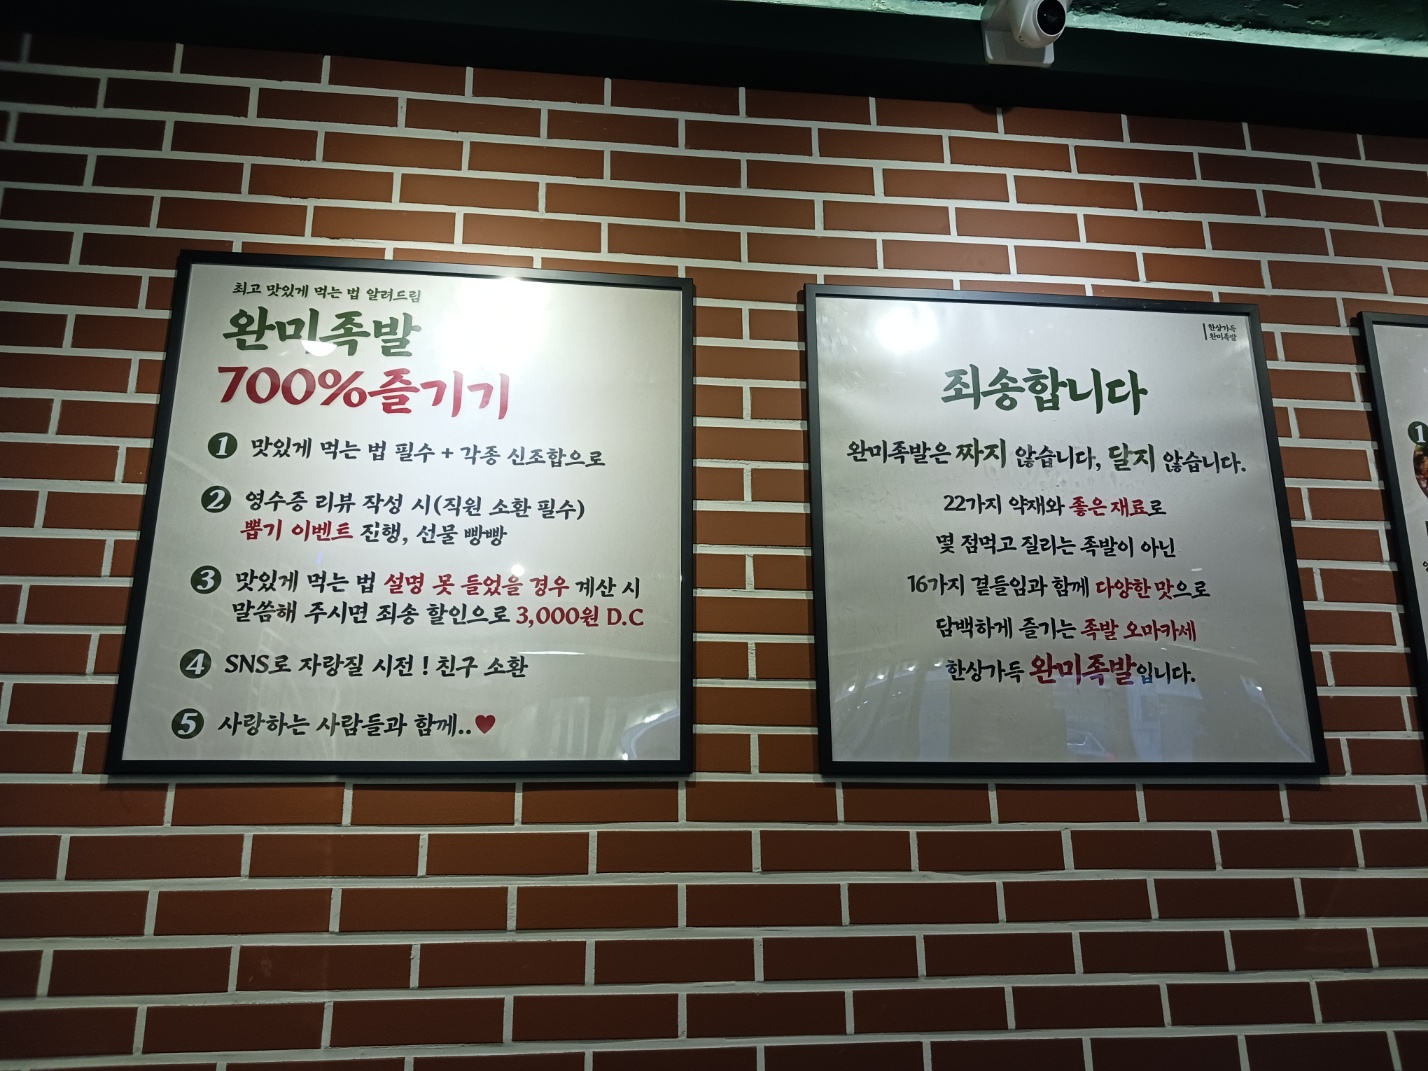 최고 맛있게 먹는 법 알려드림
완미족발
700%즐기기
1 맛있게 먹는 법 필수 + 각종 신조합으로
2 영수증 리뷰 작성 시(직원 소환 필수)
뽑기 이벤트 진행, 선물 빵빵
3 맛있게 먹는 법 설명 못 들었을 경우 계산 시
말씀해 주시면 죄송 할인으로 3,000원 D.C
4 SNS로 자랑질 시전 ! 친구 소환
5 사랑하는 사람들과 함께..♥
한상가득
완미족발
죄송합니다
완미족발은 짜지 않습니다, 달지 않습니다.
22가지 약재와 좋은 재료로
몇 점먹고 질리는 족발이 아닌
16가지 곁들임과 함께 다양한 맛으로
담백하게 즐기는 족발 오마카세
한상가득 완미족발입니다.
1